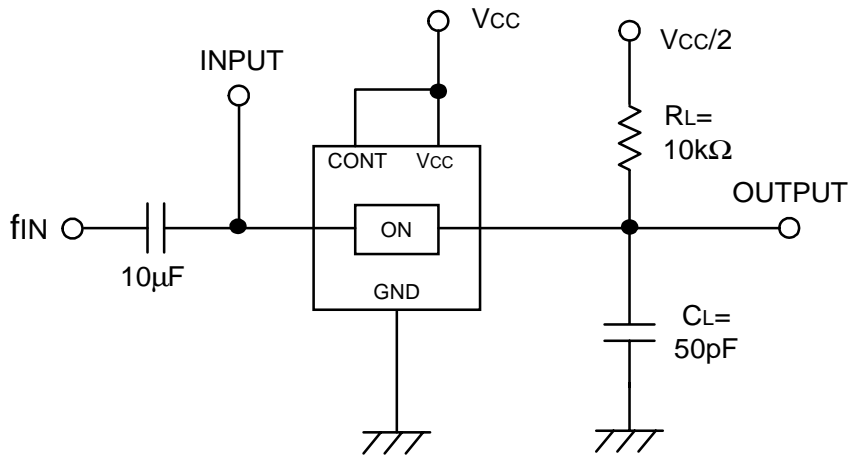 VCC
INPUT
VCC/2
RL=
10kΩ
CONT
VCC
OUTPUT
fIN
ON
10μF
GND
CL=
50pF